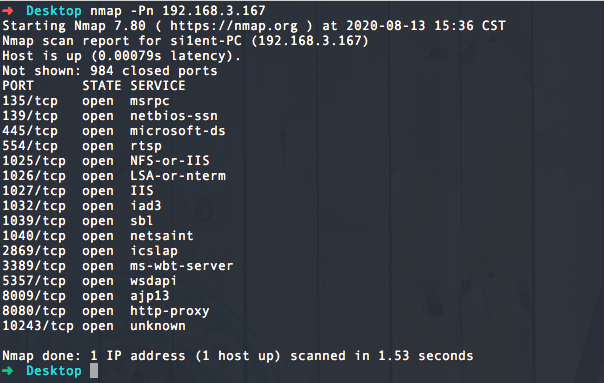 ➜ Desktop nmap -Pn 192.168.3.167
Starting Nmap 7.80 ( https://nmap.org ) at 2020-08-13 15:36 CST
Nmap scan report for si1ent-PC (192.168.3.167)
Host is up (0.00079s latency).
Not shown: 984 closed ports
PORT      STATE SERVICE
135/tcp   open  msrpc
139/tcp   open  netbios-ssn
445/tcp   open  microsoft-ds
554/tcp   open  rtsp
1025/tcp  open  NFS-or-IIS
1026/tcp  open  LSA-or-nterm
1027/tcp  open  IIS
1032/tcp  open  iad3
1039/tcp  open  sbl
1040/tcp  open  netsaint
2869/tcp  open  icslap
3389/tcp  open  ms-wbt-server
5357/tcp  open  wsdapi
8009/tcp  open  ajp13
8080/tcp  open  http-proxy
10243/tcp open  unknown
Nmap done: 1 IP address (1 host up) scanned in 1.53 seconds
➜ Desktop